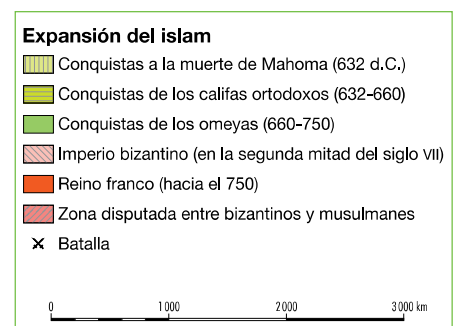 Expansión del islam
Conquistas a la muerte de Mahoma (632 d.C.)
Conquistas de los califas ortodoxos (632-660)
Conquistas de los omeyas (660-750)
Imperio bizantino (en la segunda mitad del siglo VII)
Reino franco (hacia el 750)
Zona disputada entre bizantinos y musulmanes
Batalla
0 1 000 2 000 3 000 km